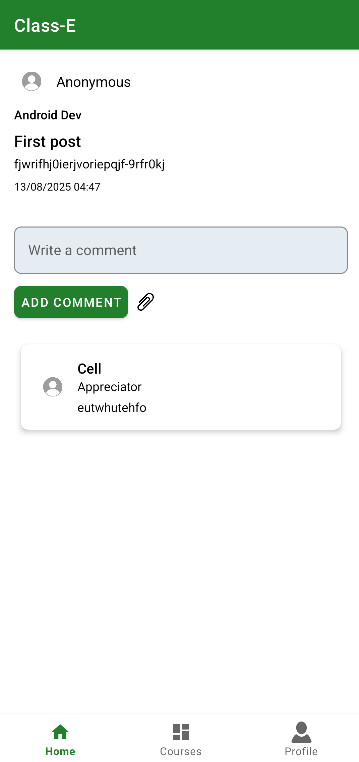 Class-E
Anonymous
Android Dev
First post
fjwrifhj0ierjvoriepqjf-9rfr0kj
13/08/2025 04:47
Write a comment
ADD COMMENT
Cell
Appreciator
eutwhutehfo
Home
Courses
Profile